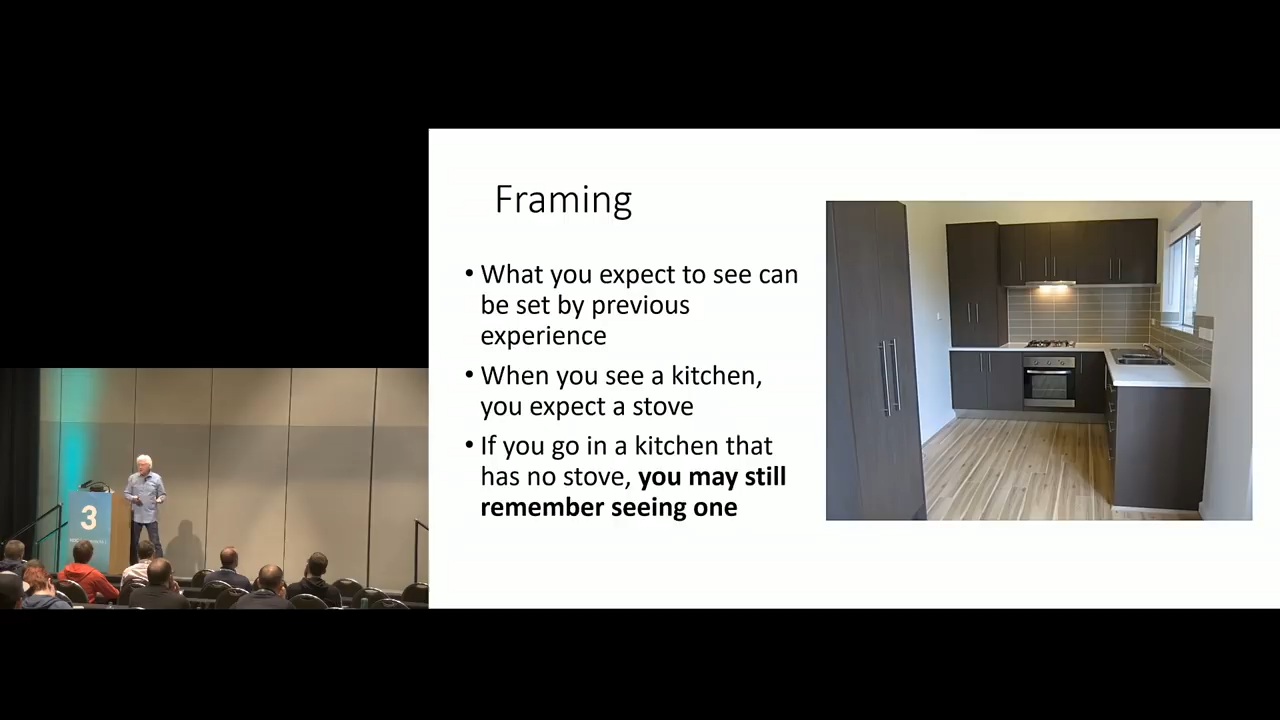 Framing
• What you expect to see can
be set by previous
experience
• When you see a kitchen,
you expect a stove
• If you go in a kitchen that
has no stove, you may still
remember seeing one
3